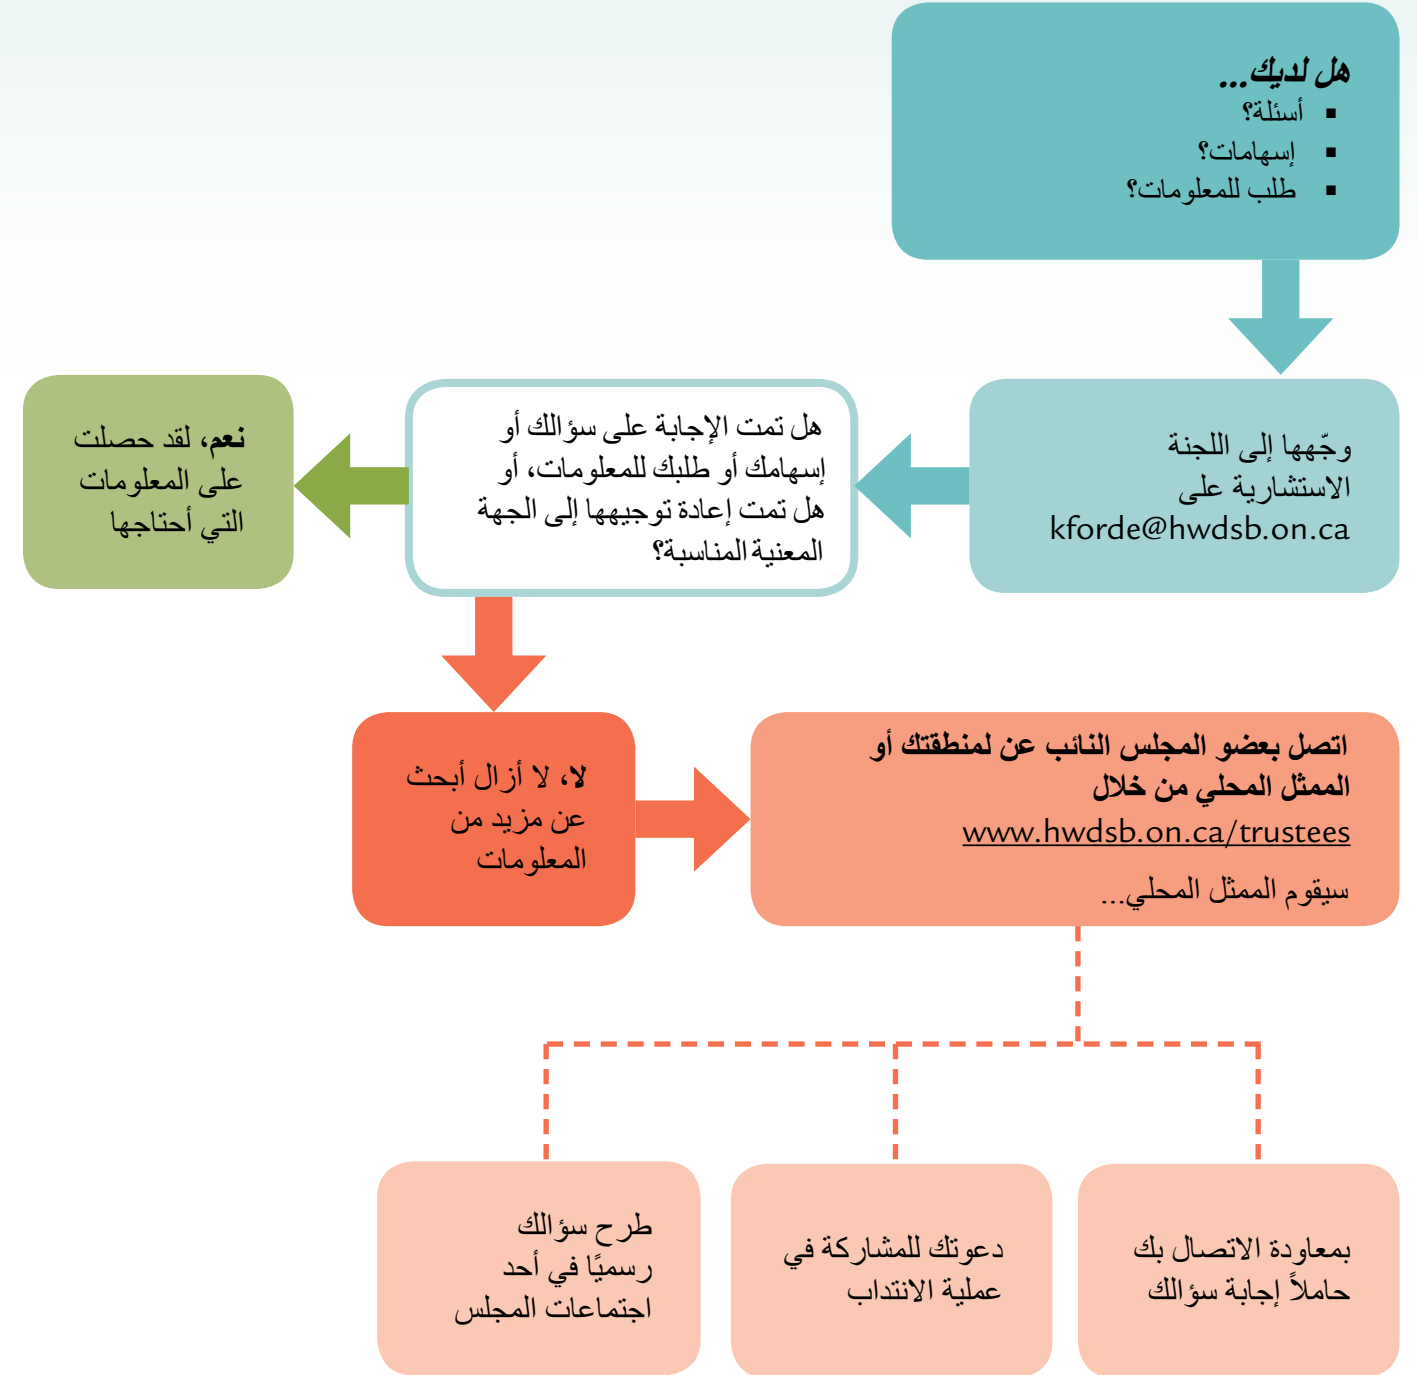 هل لديك...
▪ أسئلة؟
▪ إسهامات؟
▪ طلب للمعلومات؟
وجّهها إلى اللجنة
الاستشارية على
kforde@hwdsb.on.ca
هل تمت الإجابة على سؤالك أو
إسهامك أو طلبك للمعلومات، أو
هل تمت إعادة توجيهها إلى الجهة
المعنية المناسبة؟
نعم، لقد حصلت
على المعلومات
التي أحتاجها
لا، لا أزال أبحث
عن مزيد من
المعلومات
اتصل بعضو المجلس النائب عن لمنطقتك أو
الممثل المحلي من خلال
www.hwdsb.on.ca/trustees
سيقوم الممثل المحلي...
بمعاودة الاتصال بك
حاملاً إجابة سؤالك
دعوتك للمشاركة في
عملية الانتداب
طرح سؤالك
رسميًا في أحد
اجتماعات المجلس